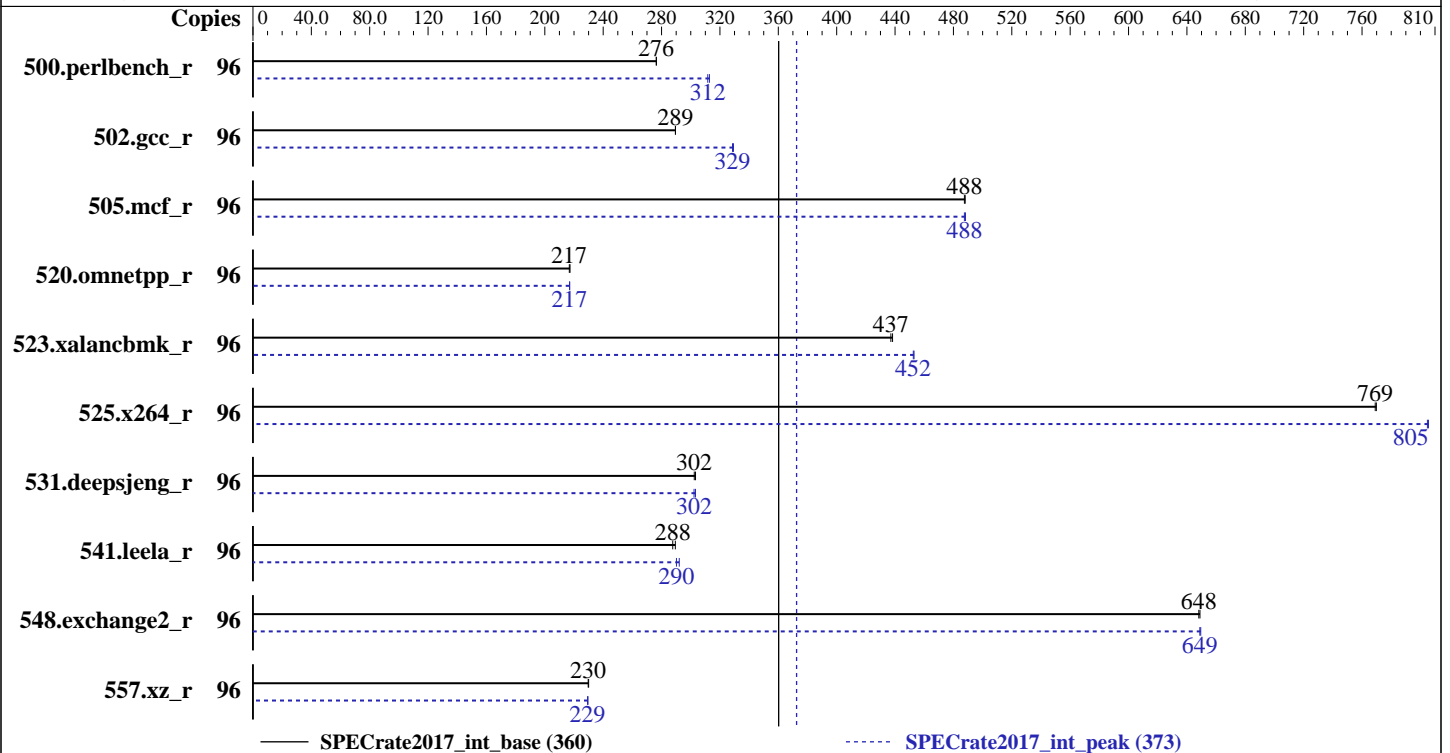 Copies 0 40.0 80.0 120 160 200 240 280 320 360 400 440 480 520 560 600 640 680 720 760 810
276
500.perlbench_r 96
312
289
502.gcc_r 96
329
488
505.mcf_r 96
488
217
520.omnetpp_r 96
217
437
523.xalancbmk_r 96
452
769
525.x264_r 96
805
302
531.deepsjeng_r 96
302
288
541.leela_r 96
290
648
548.exchange2_r 96
649
230
557.xz_r 96
229
SPECrate2017_int_base (360) SPECrate2017_int_peak (373)